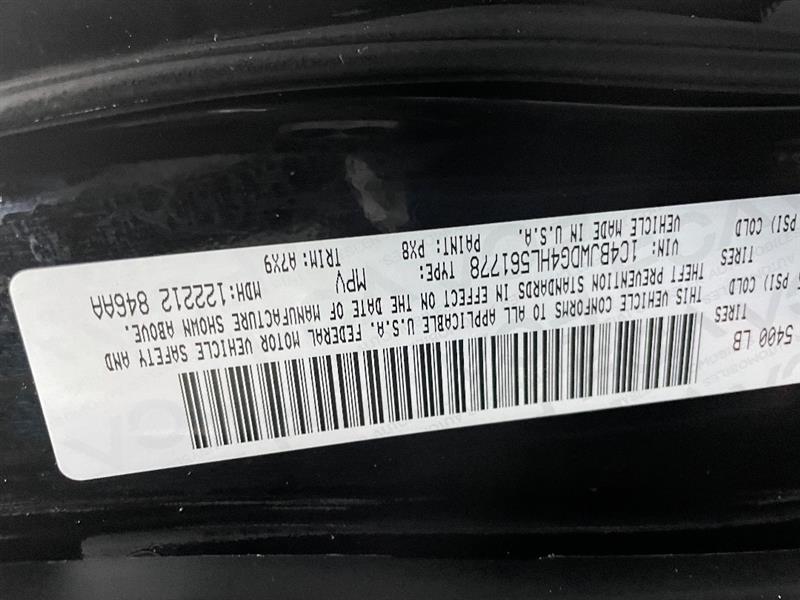 5400 LB
TIRES
PSI) COLD
TIRES
PSI) COLD
THIS VEHICLE CONFORMS TO ALL APPLICABLE U.S.A. FEDERAL MOTOR VEHICLE SAFETY AND
THEFT PREVENTION STANDARDS IN EFFECT ON THE DATE OF MANUFACTURE SHOWN ABOVE.
VIN: 1C4BJWDG4HL561778 TYPE: MPV MDH: 122212 846AA
VEHICLE MADE IN U.S.A. PAINT: PX8 TRIM: A7X9